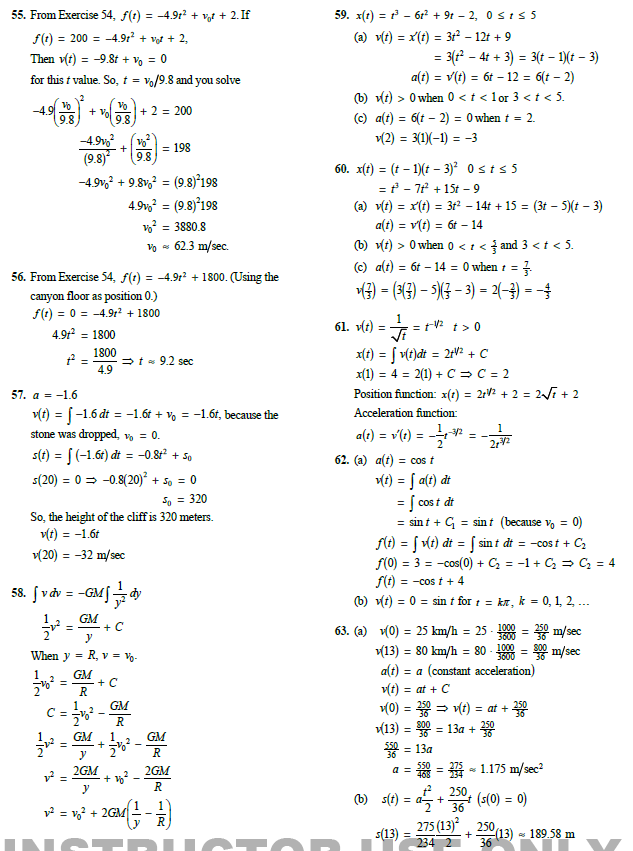 55. From Exercise 54, f(t) = −4.9t² + v₀t + 2. If
f(t) = 200 = −4.9t² + v₀t + 2,
Then v(t) = −9.8t + v₀ = 0
for this t value. So, t = v₀/9.8 and you solve
−4.9(v₀/9.8)² + v₀(v₀/9.8) + 2 = 200
−4.9v₀²/(9.8)² + (v₀²/9.8) = 198
−4.9v₀² + 9.8v₀² = (9.8)²198
4.9v₀² = (9.8)²198
v₀² = 3880.8
v₀ ≈ 62.3 m/sec.
56. From Exercise 54, f(t) = −4.9t² + 1800. (Using the
canyon floor as position 0.)
f(t) = 0 = −4.9t² + 1800
4.9t² = 1800
t² = 1800/4.9 ⇒ t ≈ 9.2 sec
57. a = −1.6
v(t) = ∫ −1.6 dt = −1.6t + v₀ = −1.6t, because the
stone was dropped, v₀ = 0.
s(t) = ∫ (−1.6t) dt = −0.8t² + s₀
s(20) = 0 ⇒ −0.8(20)² + s₀ = 0
s₀ = 320
So, the height of the cliff is 320 meters.
v(t) = −1.6t
v(20) = −32 m/sec
58. ∫ v dv = −GM ∫ 1/y² dy
1/2 v² = GM/y + C
When y = R, v = v₀.
1/2 v₀² = GM/R + C
C = 1/2 v₀² − GM/R
1/2 v² = GM/y + 1/2 v₀² − GM/R
v² = 2GM/y + v₀² − 2GM/R
v² = v₀² + 2GM(1/y − 1/R)
59. x(t) = t³ − 6t² + 9t − 2, 0 ≤ t ≤ 5
(a) v(t) = x′(t) = 3t² − 12t + 9
= 3(t² − 4t + 3) = 3(t − 1)(t − 3)
a(t) = v′(t) = 6t − 12 = 6(t − 2)
(b) v(t) > 0 when 0 < t < 1 or 3 < t < 5.
(c) a(t) = 6(t − 2) = 0 when t = 2.
v(2) = 3(1)(−1) = −3
60. x(t) = (t − 1)(t − 3)² 0 ≤ t ≤ 5
= t³ − 7t² + 15t − 9
(a) v(t) = x′(t) = 3t² − 14t + 15 = (3t − 5)(t − 3)
a(t) = v′(t) = 6t − 14
(b) v(t) > 0 when 0 < t < 5/3 and 3 < t < 5.
(c) a(t) = 6t − 14 = 0 when t = 7/3.
v(7/3) = (3(7/3) − 5)(7/3 − 3) = 2(−2/3) = −4/3
61. v(t) = 1/√t = t^−1/2 t > 0
x(t) = ∫ v(t)dt = 2t^1/2 + C
x(1) = 4 = 2(1) + C ⇒ C = 2
Position function: x(t) = 2t^1/2 + 2 = 2√t + 2
Acceleration function:
a(t) = v′(t) = −1/2 t^−3/2 = −1/2t^3/2
62. (a) a(t) = cos t
v(t) = ∫ a(t) dt
= ∫ cos t dt
= sin t + C₁ = sin t (because v₀ = 0)
f(t) = ∫ v(t) dt = ∫ sin t dt = −cos t + C₂
f(0) = 3 = −cos(0) + C₂ = −1 + C₂ ⇒ C₂ = 4
f(t) = −cos t + 4
(b) v(t) = 0 = sin t for t = kπ, k = 0, 1, 2, …
63. (a) v(0) = 25 km/h = 25 · 1000/3600 = 250/36 m/sec
v(13) = 80 km/h = 80 · 1000/3600 = 800/36 m/sec
a(t) = a (constant acceleration)
v(t) = at + C
v(0) = 250/36 ⇒ v(t) = at + 250/36
v(13) = 800/36 = 13a + 250/36
550/36 = 13a
a = 550/468 = 275/234 ≈ 1.175 m/sec²
(b) s(t) = a t²/2 + 250/36 t (s(0) = 0)
s(13) = 275/234 (13)²/2 + 250/36 (13) ≈ 189.58 m
INSTRUCTOR USE ONLY